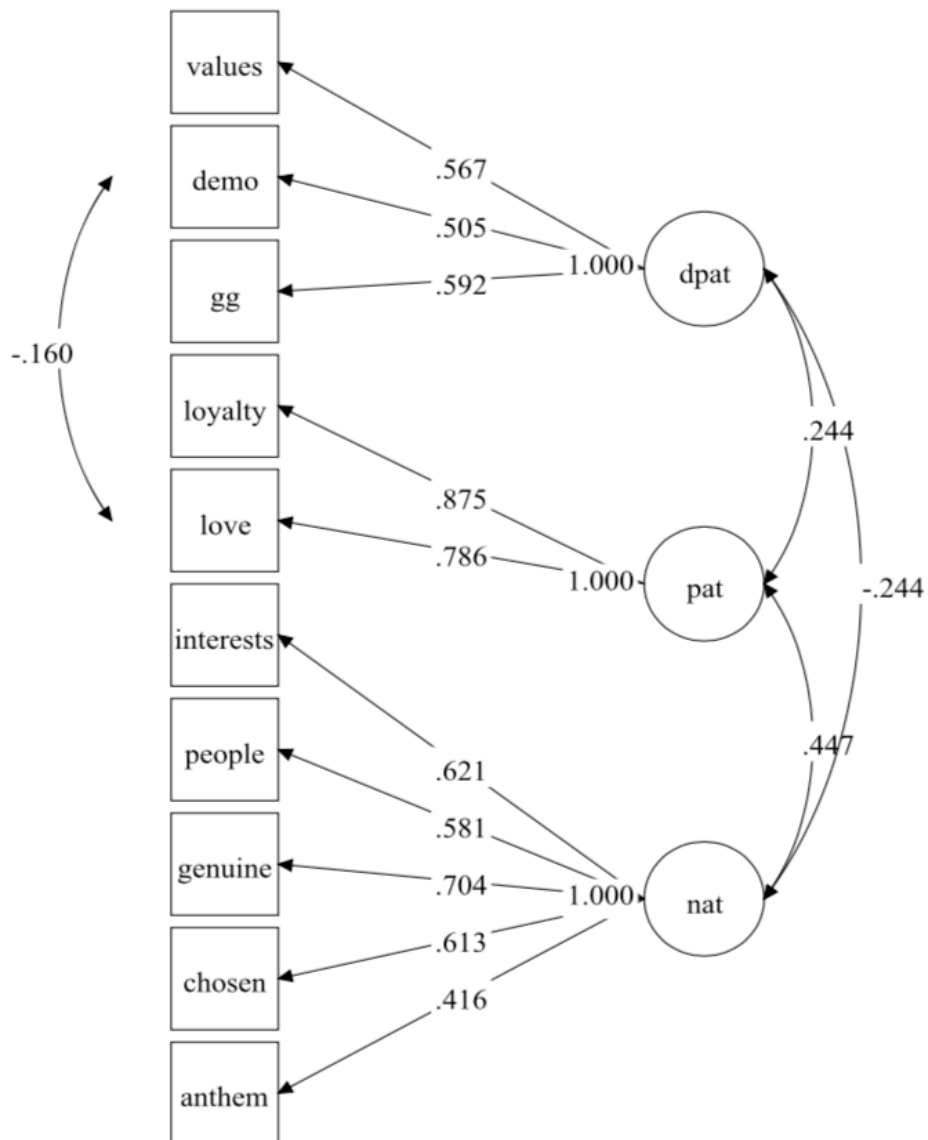 values
demo
gg
loyalty
love
interests
people
genuine
chosen
anthem
-.160
.567
.505
.592
.875
.786
.621
.581
.704
.613
.416
1.000
1.000
1.000
dpat
pat
nat
.244
-.244
.447